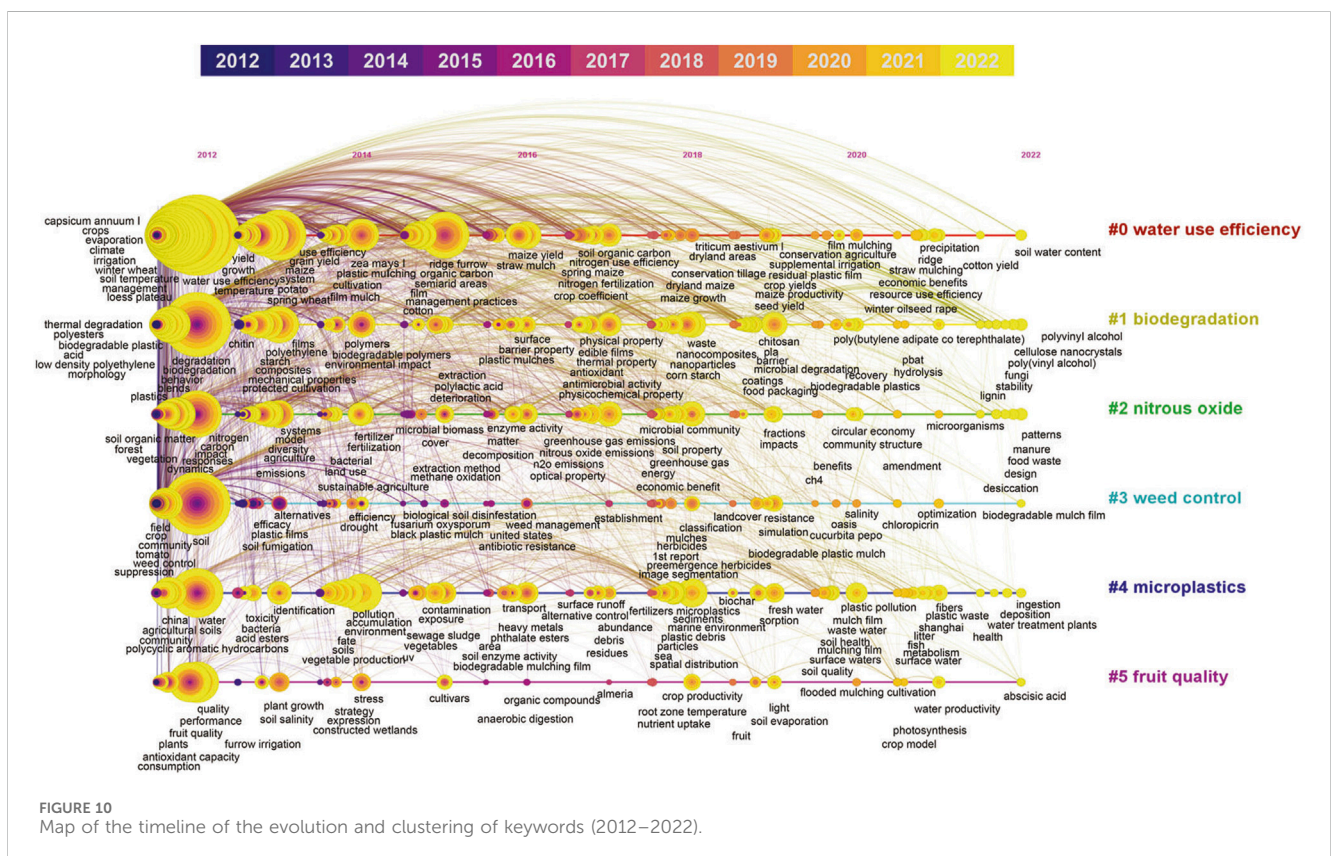 2012 2013 2014 2015 2016 2017 2018 2019 2020 2021 2022
2012 2014 2016 2018 2020 2022
#0 water use efficiency
capsicum annuum l
crops
evaporation
climate
irrigation
winter wheat
soil temperature
management
loess plateau
water use efficiency
yield
growth
temperature
use efficiency
grain yield
maize
system
potato
spring wheat
zea mays l
plastic mulching
cultivation
film mulch
ridge furrow
organic carbon
semiarid areas
film
management practices
cotton
maize yield
straw mulch
soil organic carbon
nitrogen use efficiency
spring maize
nitrogen fertilization
crop coefficient
triticum aestivum l
dryland areas
conservation tillage
dryland maize
maize growth
film mulching
conservation agriculture
supplemental irrigation
residual plastic film
crop yields
maize productivity
seed yield
precipitation
ridge
straw mulching
cotton yield
economic benefits
resource use efficiency
winter oilseed rape
soil water content
#1 biodegradation
thermal degradation
polyesters
biodegradable plastic
acid
low density polyethylene
morphology
degradation
biodegradation
behavior
blends
plastics
chitin
films
polyethylene
starch
composites
mechanical properties
protected cultivation
polymers
biodegradable polymers
environmental impact
extraction
polylactic acid
deterioration
surface
barrier property
plastic mulches
physical property
edible films
thermal property
antioxidant
antimicrobial activity
physicochemical property
waste
nanocomposites
nanoparticles
corn starch
chitosan
pla
barrier
microbial degradation
coatings
food packaging
poly(butylene adipate co terephthalate)
recovery
biodegradable plastics
pbat
hydrolysis
polyvinyl alcohol
cellulose nanocrystals
poly(vinyl alcohol)
fungi
stability
lignin
#2 nitrous oxide
soil organic matter
forest
vegetation
nitrogen
carbon
impact
responses
dynamics
systems
model
diversity
agriculture
emissions
fertilizer
fertilization
bacterial
land use
sustainable agriculture
microbial biomass
cover
extraction method
methane oxidation
enzyme activity
matter
decomposition
greenhouse gas emissions
nitrous oxide emissions
n2o emissions
optical property
microbial community
soil property
greenhouse gas
energy
economic benefit
fractions
impacts
circular economy
community structure
benefits
ch4
amendment
microorganisms
patterns
manure
food waste
design
desiccation
#3 weed control
field
crop
community
tomato
weed control
suppression
soil
alternatives
efficacy
plastic films
soil fumigation
efficiency
drought
biological soil disinfestation
fusarium oxysporum
black plastic mulch
weed management
united states
antibiotic resistance
establishment
classification
mulches
herbicides
1st report
preemergence herbicides
image segmentation
landcover
resistance
simulation
biodegradable plastic mulch
salinity
oasis
cucurbita pepo
chloropicrin
optimization
biodegradable mulch film
#4 microplastics
china
water
agricultural soils
community
polycyclic aromatic hydrocarbons
identification
toxicity
bacteria
acid esters
pollution
accumulation
environment
fate
soils
vegetable production
uv
contamination
exposure
sewage sludge
vegetables
area
soil enzyme activity
biodegradable mulching film
transport
heavy metals
phthalate esters
surface runoff
alternative control
abundance
debris
residues
fertilizers
microplastics
sediments
marine environment
plastic debris
particles
sea
spatial distribution
biochar
sorption
fresh water
plastic pollution
mulch film
waste water
soil health
mulching film
surface waters
soil quality
fibers
plastic waste
shanghai
litter
fish
metabolism
surface water
health
ingestion
deposition
water treatment plants
#5 fruit quality
quality
performance
fruit quality
plants
antioxidant capacity
consumption
furrow irrigation
plant growth
soil salinity
stress
strategy
expression
constructed wetlands
cultivars
anaerobic digestion
organic compounds
almeria
crop productivity
root zone temperature
nutrient uptake
fruit
light
soil evaporation
flooded mulching cultivation
water productivity
photosynthesis
crop model
abscisic acid
FIGURE 10
Map of the timeline of the evolution and clustering of keywords (2012–2022).